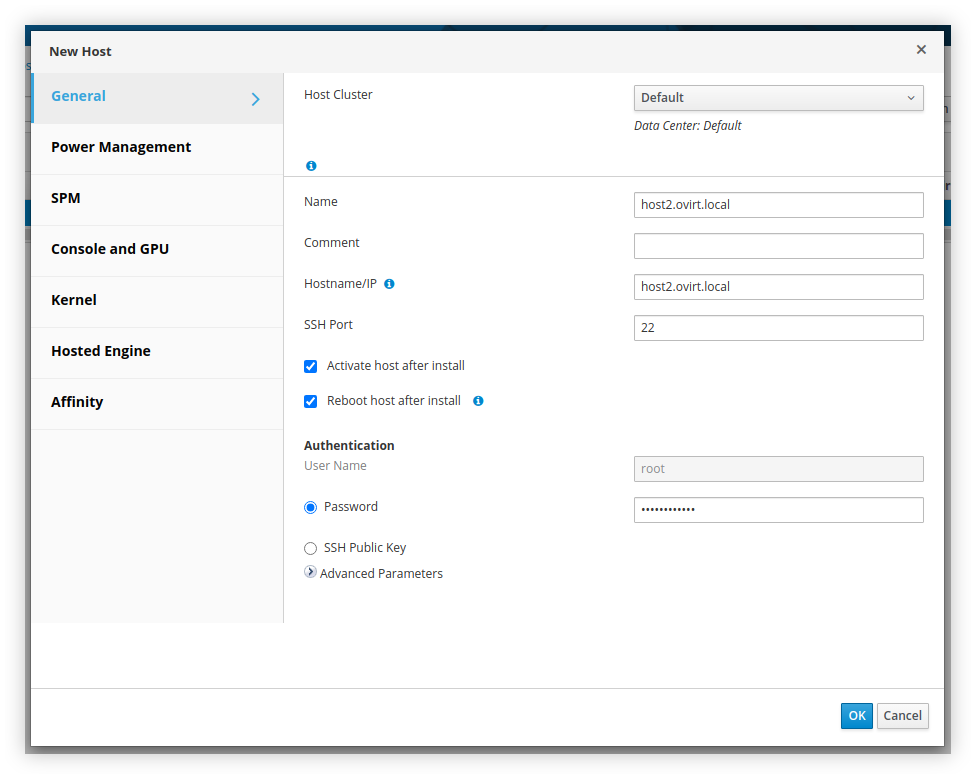 New Host
General
Power Management
SPM
Console and GPU
Kernel
Hosted Engine
Affinity
Host Cluster
Default
Data Center: Default
Name
host2.ovirt.local
Comment
Hostname/IP
host2.ovirt.local
SSH Port
22
Activate host after install
Reboot host after install
Authentication
User Name
root
Password
••••••••••••
SSH Public Key
Advanced Parameters
OK
Cancel